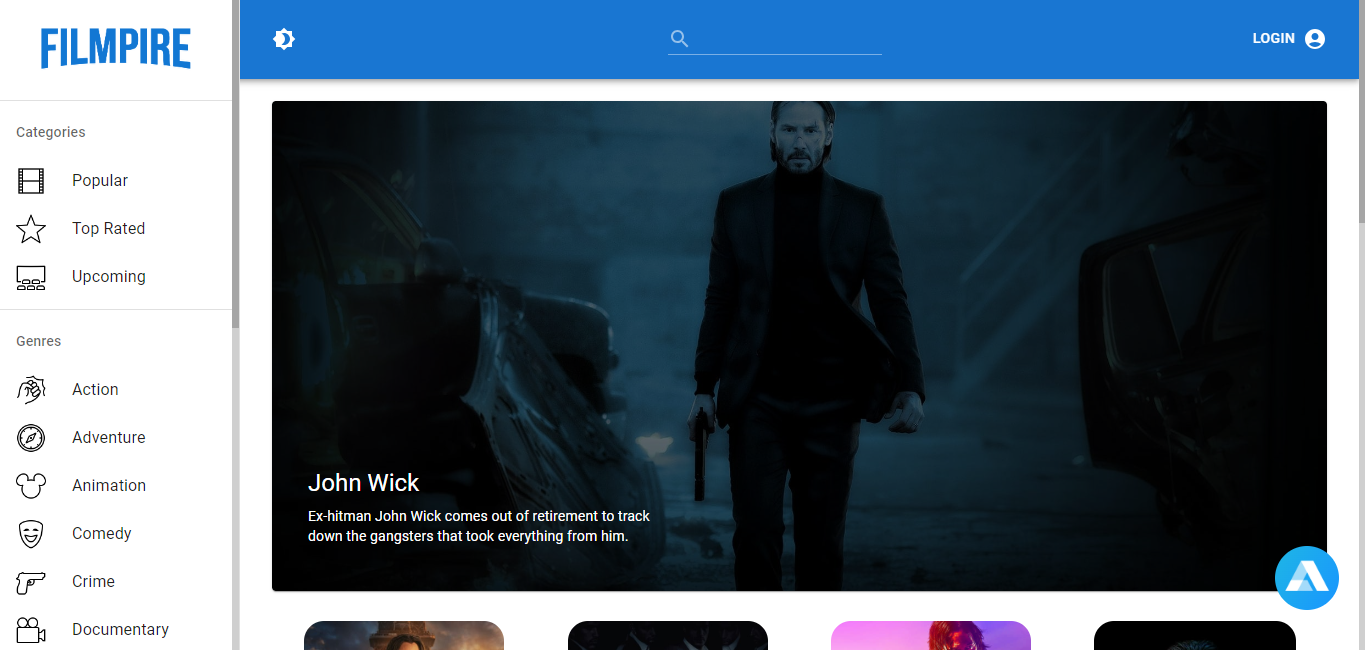 FILMPIRE
LOGIN
Categories
Popular
Top Rated
Upcoming
Genres
Action
Adventure
Animation
Comedy
Crime
Documentary
John Wick
Ex-hitman John Wick comes out of retirement to track
down the gangsters that took everything from him.